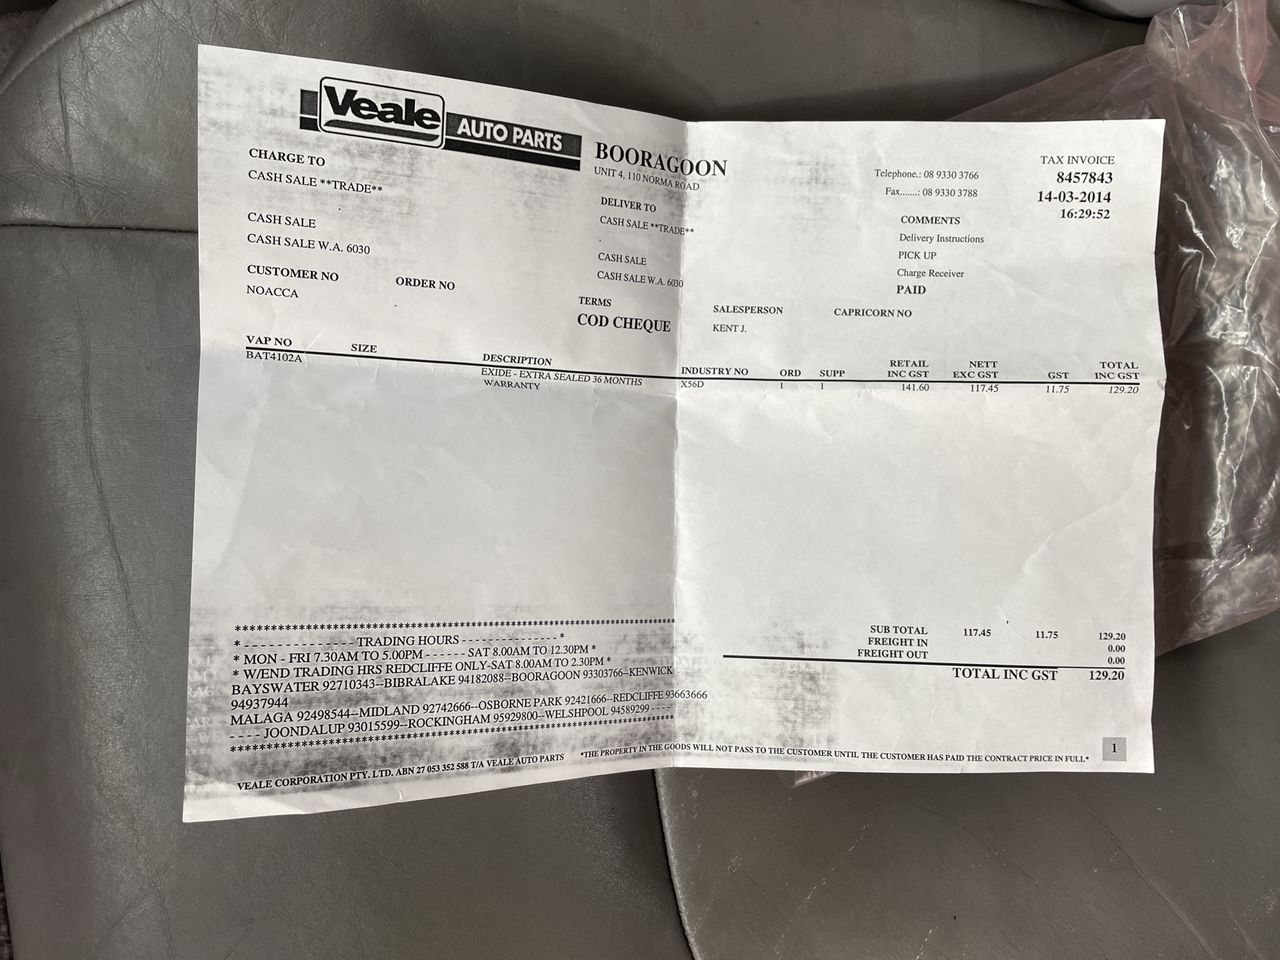 Veale AUTO PARTS
BOORAGOON
UNIT 4, 110 NORMA ROAD
Telephone.: 08 9330 3766
Fax.......: 08 9330 3788
TAX INVOICE
8457843
14-03-2014
16:29:52
CHARGE TO
CASH SALE **TRADE**
CASH SALE
CASH SALE W.A. 6030
DELIVER TO
CASH SALE **TRADE**
CASH SALE
CASH SALE W.A. 6030
COMMENTS
Delivery Instructions
PICK UP
Charge Receiver
PAID
CUSTOMER NO ORDER NO
NOACCA
TERMS
COD CHEQUE
SALESPERSON CAPRICORN NO
KENT J.
VAP NO SIZE DESCRIPTION INDUSTRY NO ORD SUPP RETAIL INC GST NETT EXC GST GST TOTAL INC GST
BAT4102A EXIDE - EXTRA SEALED 36 MONTHS X56D 1 1 141.60 117.45 11.75 129.20
WARRANTY
SUB TOTAL 117.45 11.75 129.20
FREIGHT IN 0.00
FREIGHT OUT 0.00
TOTAL INC GST 129.20
* - - - - - - - - - - - - - - - TRADING HOURS - - - - - - - - - - - - - - - *
* MON - FRI 7.30AM TO 5.00PM - - - - - - SAT 8.00AM TO 12.30PM *
* W/END TRADING HRS REDCLIFFE ONLY-SAT 8.00AM TO 2.30PM *
BAYSWATER 92710343--BIBRALAKE 94182088--BOORAGOON 93303766--KENWICK
94937944
MALAGA 92498544--MIDLAND 92742666--OSBORNE PARK 92421666--REDCLIFFE 93663666
- - - - JOONDALUP 93015599--ROCKINGHAM 95929800--WELSHPOOL 94589299 - - - -
VEALE CORPORATION PTY. LTD. ABN 27 053 352 588 T/A VEALE AUTO PARTS *THE PROPERTY IN THE GOODS WILL NOT PASS TO THE CUSTOMER UNTIL THE CUSTOMER HAS PAID THE CONTRACT PRICE IN FULL*
1